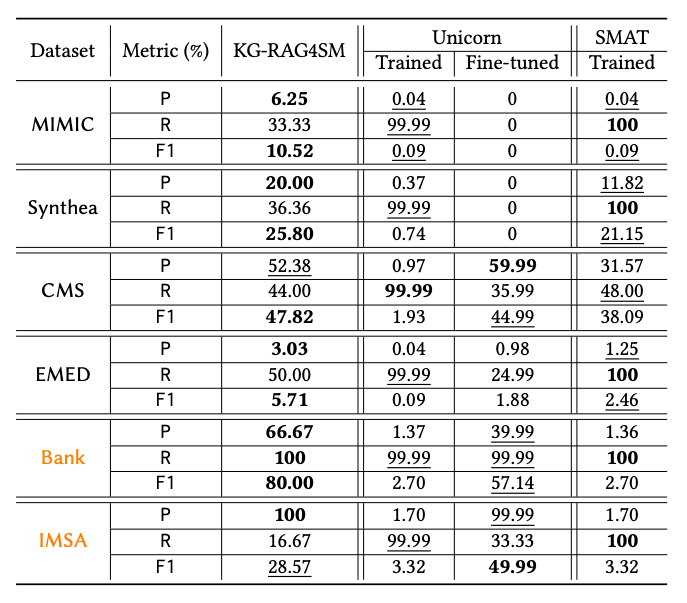 Dataset Metric (%) KG-RAG4SM Unicorn SMAT
Trained Fine-tuned Trained
MIMIC P 6.25 0.04 0 0.04
R 33.33 99.99 0 100
F1 10.52 0.09 0 0.09
Synthea P 20.00 0.37 0 11.82
R 36.36 99.99 0 100
F1 25.80 0.74 0 21.15
CMS P 52.38 0.97 59.99 31.57
R 44.00 99.99 35.99 48.00
F1 47.82 1.93 44.99 38.09
EMED P 3.03 0.04 0.98 1.25
R 50.00 99.99 24.99 100
F1 5.71 0.09 1.88 2.46
Bank P 66.67 1.37 39.99 1.36
R 100 99.99 99.99 100
F1 80.00 2.70 57.14 2.70
IMSA P 100 1.70 99.99 1.70
R 16.67 99.99 33.33 100
F1 28.57 3.32 49.99 3.32